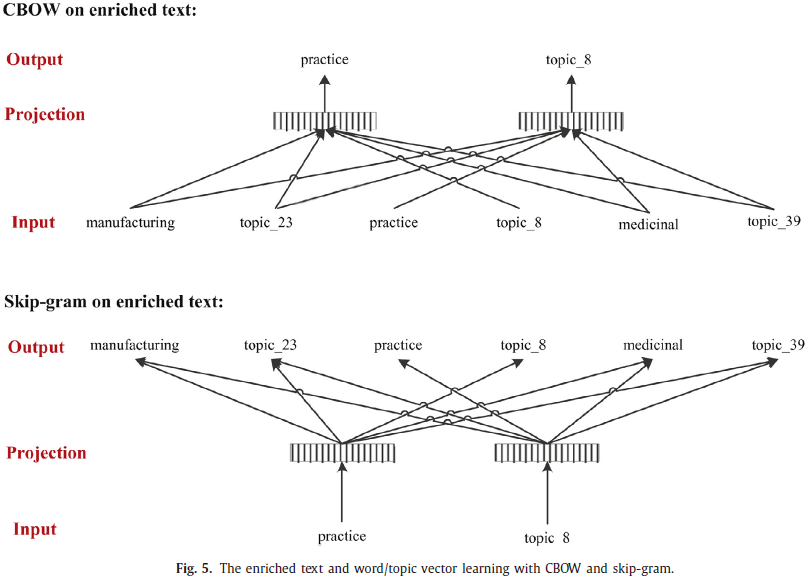 CBOW on enriched text:
Output practice topic_8
Projection
Input manufacturing topic_23 practice topic_8 medicinal topic_39
Skip-gram on enriched text:
Output manufacturing topic_23 practice topic_8 medicinal topic_39
Projection
Input practice topic_8
Fig. 5. The enriched text and word/topic vector learning with CBOW and skip-gram.